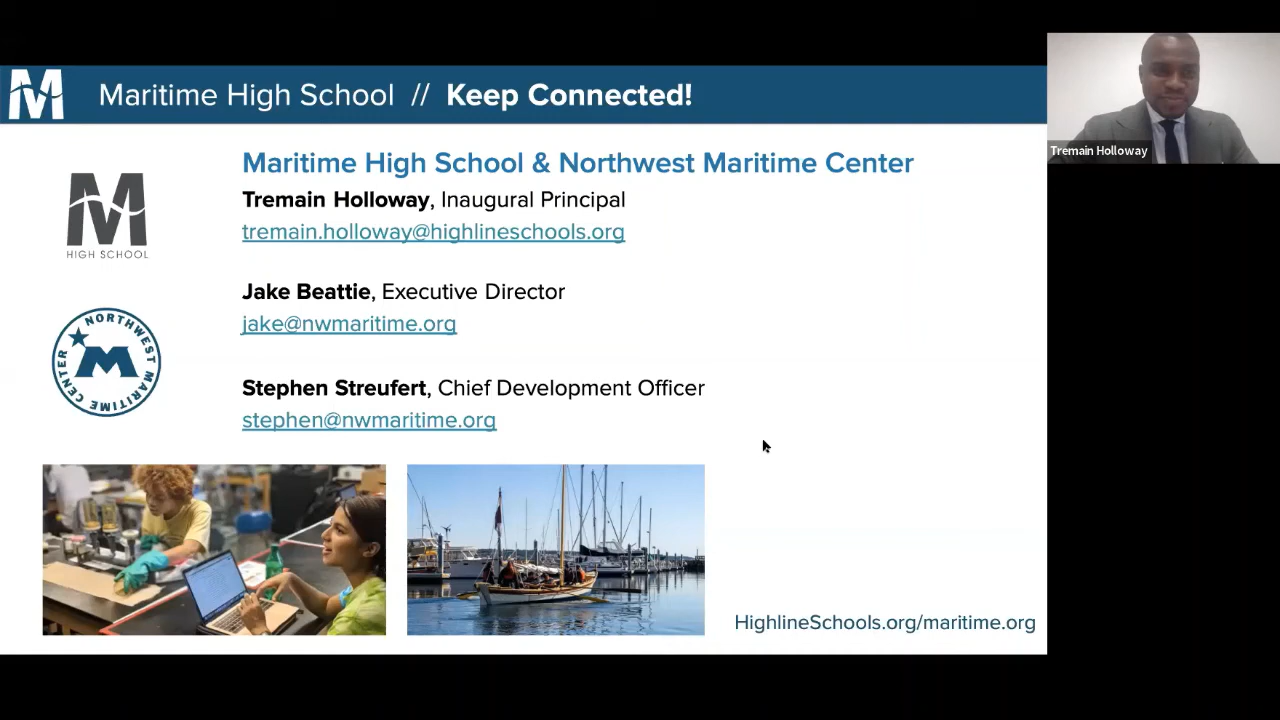 M
Maritime High School // Keep Connected!
Tremain Holloway
M
HIGH SCHOOL
Maritime High School & Northwest Maritime Center
Tremain Holloway, Inaugural Principal
tremain.holloway@highlineschools.org
Jake Beattie, Executive Director
jake@nwmaritime.org
NORTHWEST MARITIME CENTER
M
Stephen Streufert, Chief Development Officer
stephen@nwmaritime.org
HighlineSchools.org/maritime.org